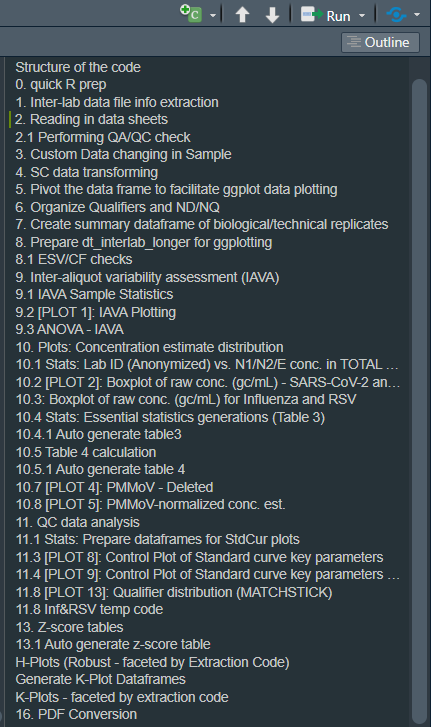 C
Run
Outline
Structure of the code
0. quick R prep
1. Inter-lab data file info extraction
2. Reading in data sheets
2.1 Performing QA/QC check
3. Custom Data changing in Sample
4. SC data transforming
5. Pivot the data frame to facilitate ggplot data plotting
6. Organize Qualifiers and ND/NQ
7. Create summary dataframe of biological/technical replicates
8. Prepare dt_interlab_longer for ggplotting
8.1 ESV/CF checks
9. Inter-aliquot variability assessment (IAVA)
9.1 IAVA Sample Statistics
9.2 [PLOT 1]: IAVA Plotting
9.3 ANOVA - IAVA
10. Plots: Concentration estimate distribution
10.1 Stats: Lab ID (Anonymized) vs. N1/N2/E conc. in TOTAL ...
10.2 [PLOT 2]: Boxplot of raw conc. (gc/mL) - SARS-CoV-2 an...
10.3: Boxplot of raw conc. (gc/mL) for Influenza and RSV
10.4 Stats: Essential statistics generations (Table 3)
10.4.1 Auto generate table3
10.5 Table 4 calculation
10.5.1 Auto generate table 4
10.7 [PLOT 4]: PMMoV - Deleted
10.8 [PLOT 5]: PMMoV-normalized conc. est.
11. QC data analysis
11.1 Stats: Prepare dataframes for StdCur plots
11.3 [PLOT 8]: Control Plot of Standard curve key parameters
11.4 [PLOT 9]: Control Plot of Standard curve key parameters ...
11.8 [PLOT 13]: Qualifier distribution (MATCHSTICK)
11.8 Inf&RSV temp code
13. Z-score tables
13.1 Auto generate z-score table
H-Plots (Robust - faceted by Extraction Code)
Generate K-Plot Dataframes
K-Plots - faceted by extraction code
16. PDF Conversion